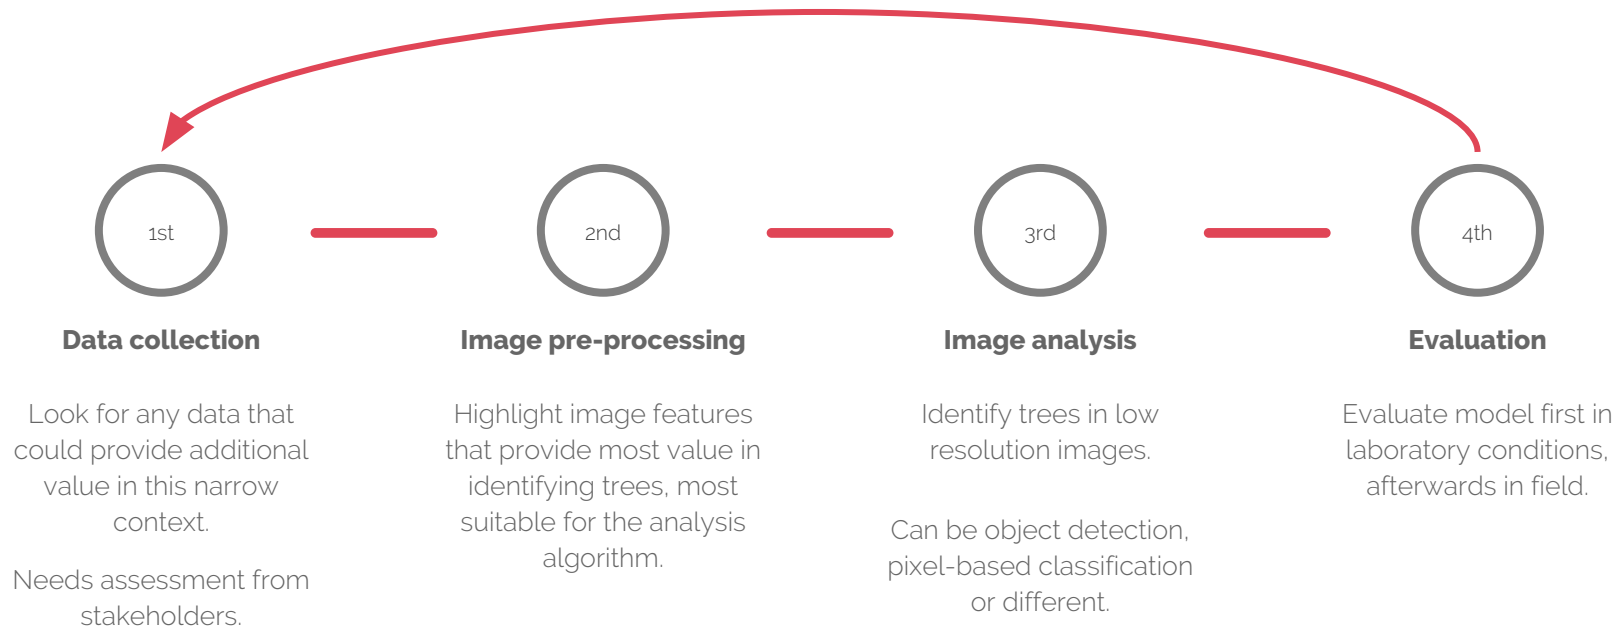 1st
Data collection
Look for any data that
could provide additional
value in this narrow
context.
Needs assessment from
stakeholders.
2nd
Image pre-processing
Highlight image features
that provide most value in
identifying trees, most
suitable for the analysis
algorithm.
3rd
Image analysis
Identify trees in low
resolution images.
Can be object detection,
pixel-based classification
or different.
4th
Evaluation
Evaluate model first in
laboratory conditions,
afterwards in field.